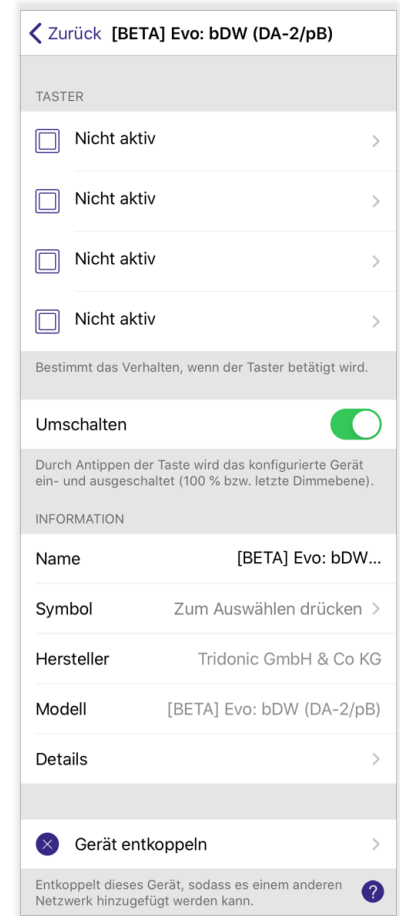 Zurück [BETA] Evo: bDW (DA-2/pB)
TASTER
Nicht aktiv
Nicht aktiv
Nicht aktiv
Nicht aktiv
Bestimmt das Verhalten, wenn der Taster betätigt wird.
Umschalten
Durch Antippen der Taste wird das konfigurierte Gerät
ein- und ausgeschaltet (100 % bzw. letzte Dimmebene).
INFORMATION
Name [BETA] Evo: bDW...
Symbol Zum Auswählen drücken
Hersteller Tridonic GmbH & Co KG
Modell [BETA] Evo: bDW (DA-2/pB)
Details
Gerät entkoppeln
Entkoppelt dieses Gerät, sodass es einem anderen
Netzwerk hinzugefügt werden kann. ?